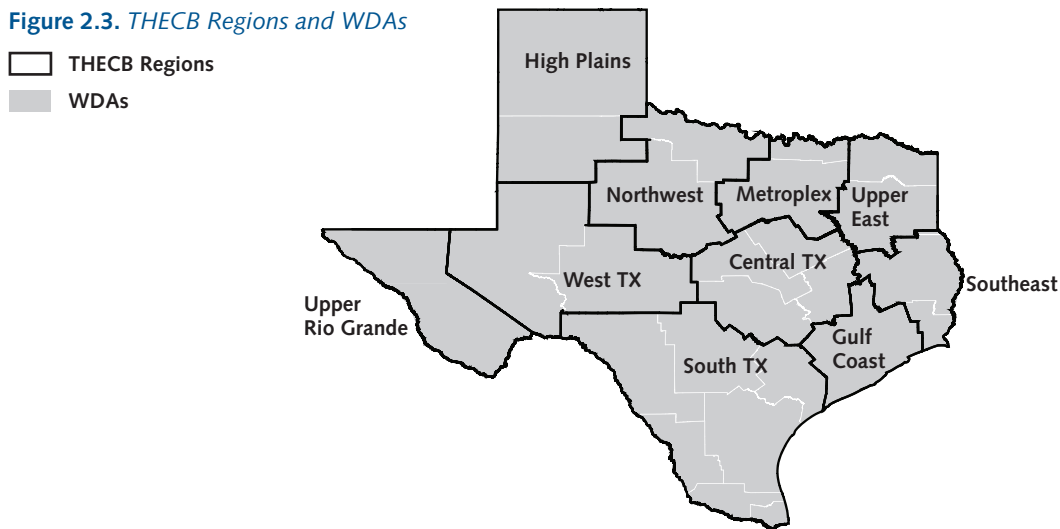 Figure 2.3. THECB Regions and WDAs
THECB Regions
WDAs
High Plains
Northwest
Metroplex
Upper
East
West TX
Central TX
Southeast
Upper
Rio Grande
Gulf
Coast
South TX